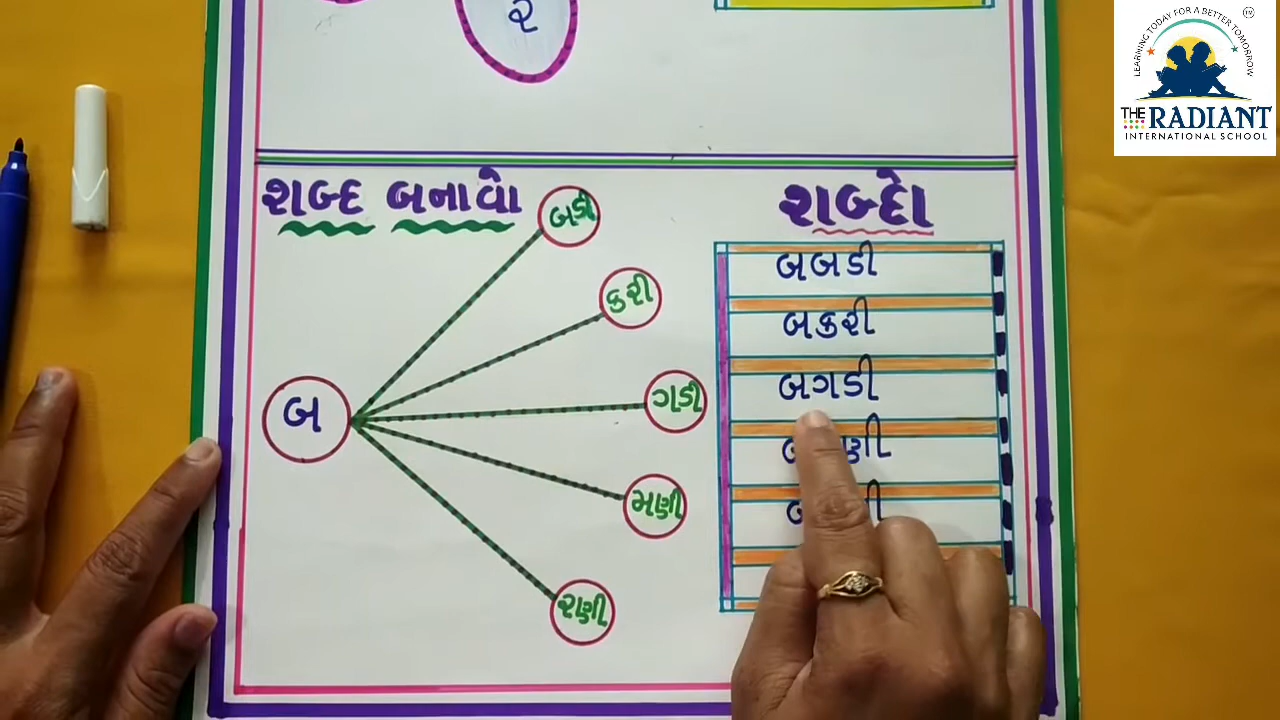 ર
LEARNING TODAY FOR A BETTER TOMORROW
THE RADIANT
INTERNATIONAL SCHOOL
શબ્દ બનાવો
બ
બડી
કરી
ગડી
મણી
રણી
શબ્દો
બબડી
બકરી
બગડી